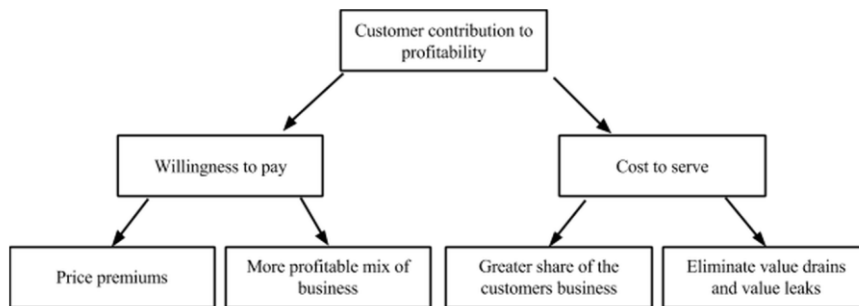 Customer contribution to
profitability
Willingness to pay
Cost to serve
Price premiums
More profitable mix of
business
Greater share of the
customers business
Eliminate value drains
and value leaks